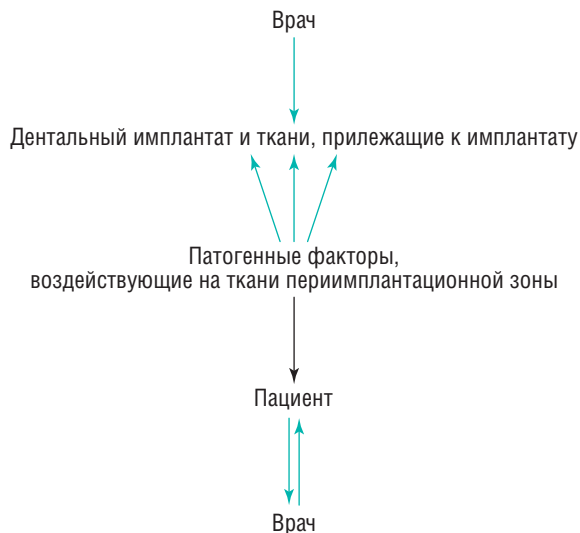 Врач
Дентальный имплантат и ткани, прилежащие к имплантату
Патогенные факторы,
воздействующие на ткани периимплантационной зоны
Пациент
Врач